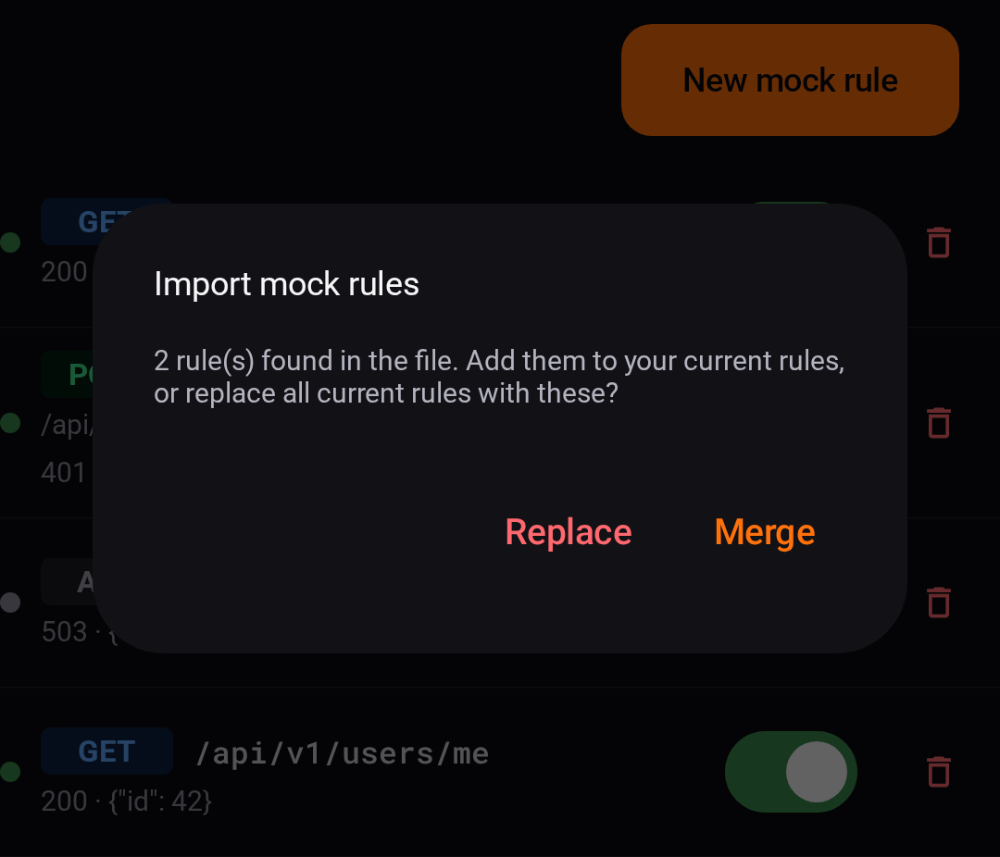 New mock rule
200
Import mock rules
2 rule(s) found in the file. Add them to your current rules,
or replace all current rules with these?
/api/
401
Replace
Merge
503 · {
GET
/api/v1/users/me
200 · {"id": 42}